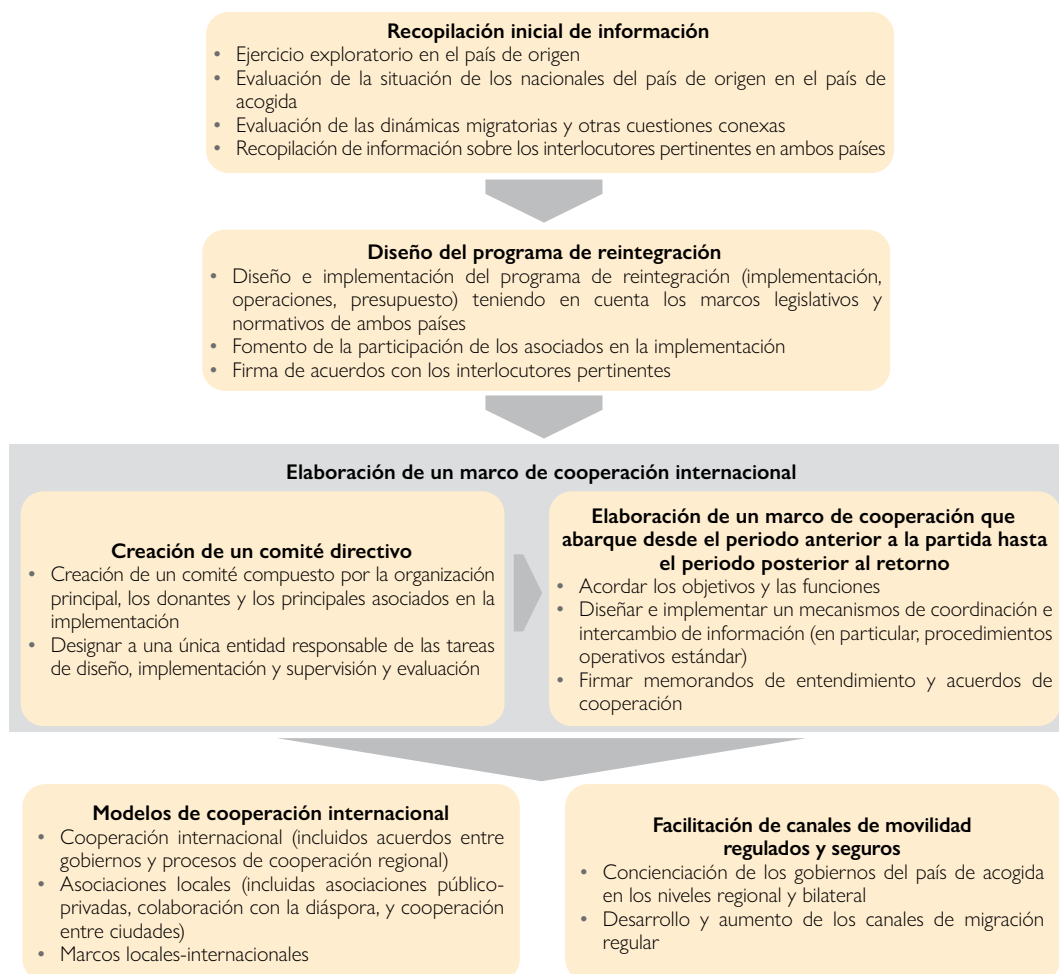 Recopilación inicial de información
• Ejercicio exploratorio en el país de origen
• Evaluación de la situación de los nacionales del país de origen en el país de
acogida
• Evaluación de las dinámicas migratorias y otras cuestiones conexas
• Recopilación de información sobre los interlocutores pertinentes en ambos países
Diseño del programa de reintegración
• Diseño e implementación del programa de reintegración (implementación,
operaciones, presupuesto) teniendo en cuenta los marcos legislativos y
normativos de ambos países
• Fomento de la participación de los asociados en la implementación
• Firma de acuerdos con los interlocutores pertinentes
Elaboración de un marco de cooperación internacional
Creación de un comité directivo
• Creación de un comité compuesto por la organización
principal, los donantes y los principales asociados en la
implementación
• Designar a una única entidad responsable de las tareas
de diseño, implementación y supervisión y evaluación
Elaboración de un marco de cooperación que
abarque desde el periodo anterior a la partida hasta
el periodo posterior al retorno
• Acordar los objetivos y las funciones
• Diseñar e implementar un mecanismos de coordinación e
intercambio de información (en particular, procedimientos
operativos estándar)
• Firmar memorandos de entendimiento y acuerdos de
cooperación
Modelos de cooperación internacional
• Cooperación internacional (incluidos acuerdos entre
gobiernos y procesos de cooperación regional)
• Asociaciones locales (incluidas asociaciones público-
privadas, colaboración con la diáspora, y cooperación
entre ciudades)
• Marcos locales-internacionales
Facilitación de canales de movilidad
regulados y seguros
• Concienciación de los gobiernos del país de acogida
en los niveles regional y bilateral
• Desarrollo y aumento de los canales de migración
regular